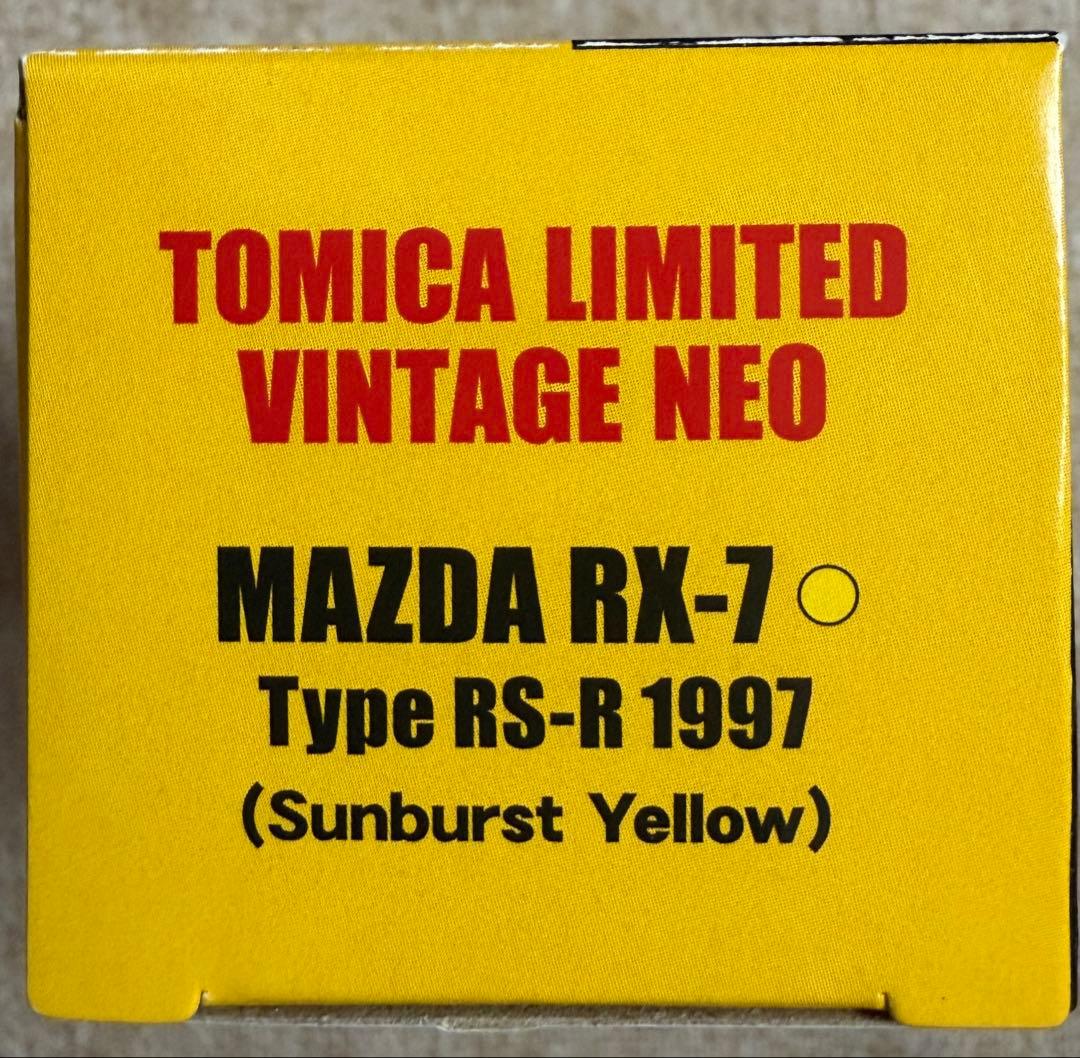 TOMICA LIMITED
VINTAGE NEO
MAZDA RX-7
Type RS-R 1997
(Sunburst Yellow)